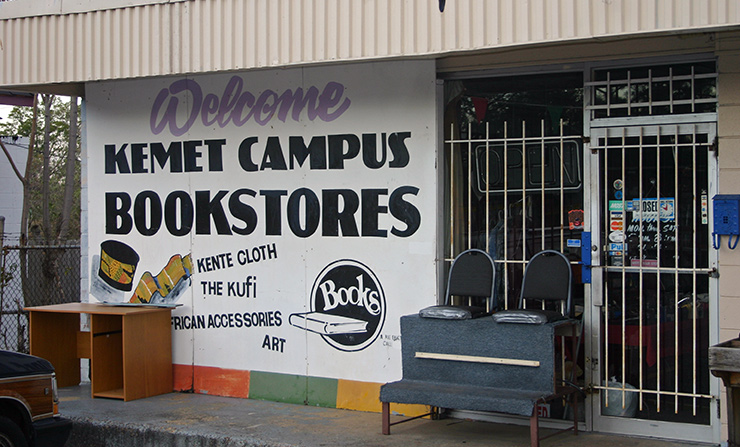 Welcome
KEMET CAMPUS
BOOKSTORES
KENTE CLOTH
THE KUFI
FRICAN ACCESSORIES
ART
Books
OPEN